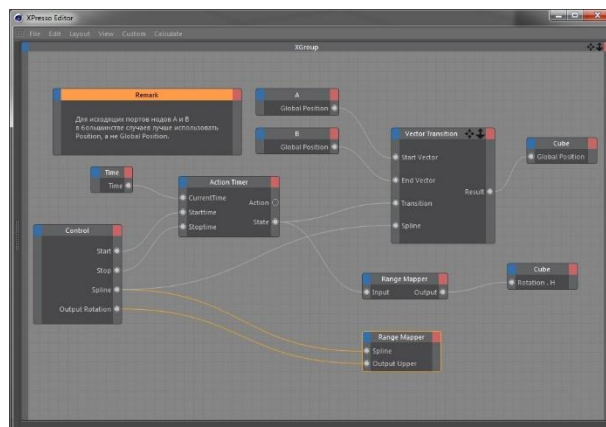 XPresso Editor
File Edit Layout View Custom Calculate
XGroup
Remark
Для исходящих портов нодов А и В
в большинстве случаев лучше использовать
Position, а не Global Position.
A
Global Position
B
Global Position
Vector Transition
Start Vector
End Vector
Result
Transition
Spline
Cube
Global Position
Time
Time
Action Timer
CurrentTime
Action
Starttime
State
Stoptime
Control
Start
Stop
Spline
Output Rotation
Range Mapper
Input Output
Cube
Rotation . H
Range Mapper
Spline
Output Upper